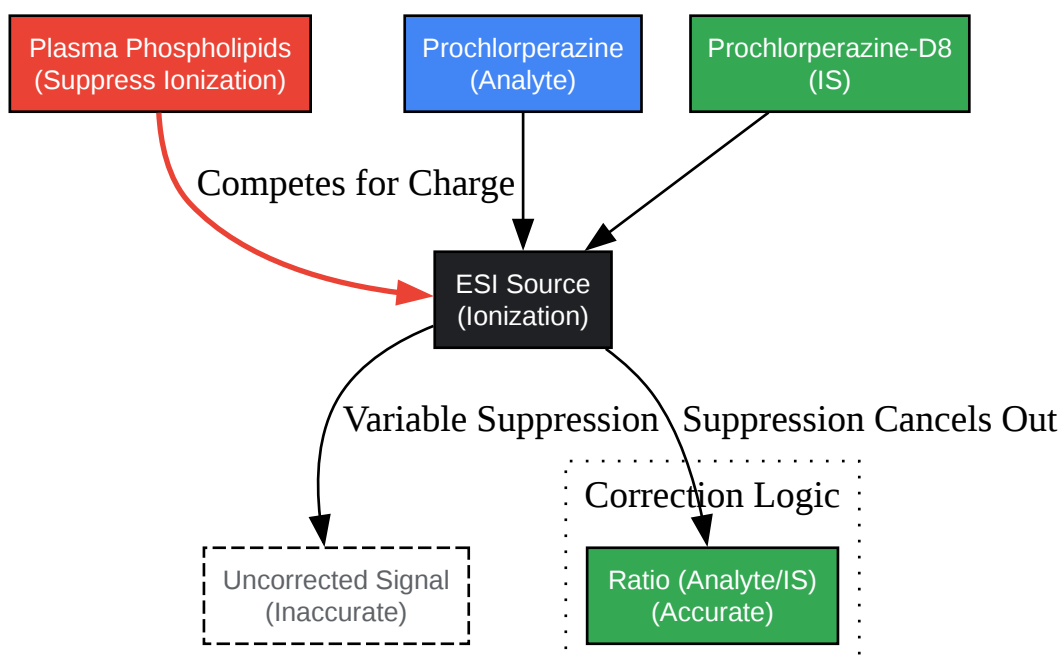 Plasma Phospholipids
(Suppress Ionization)
Prochlorperazine
(Analyte)
Prochlorperazine-D8
(IS)
Competes for Charge
ESI Source
(Ionization)
Variable Suppression
Suppression Cancels Out
Correction Logic
Uncorrected Signal
(Inaccurate)
Ratio (Analyte/IS)
(Accurate)